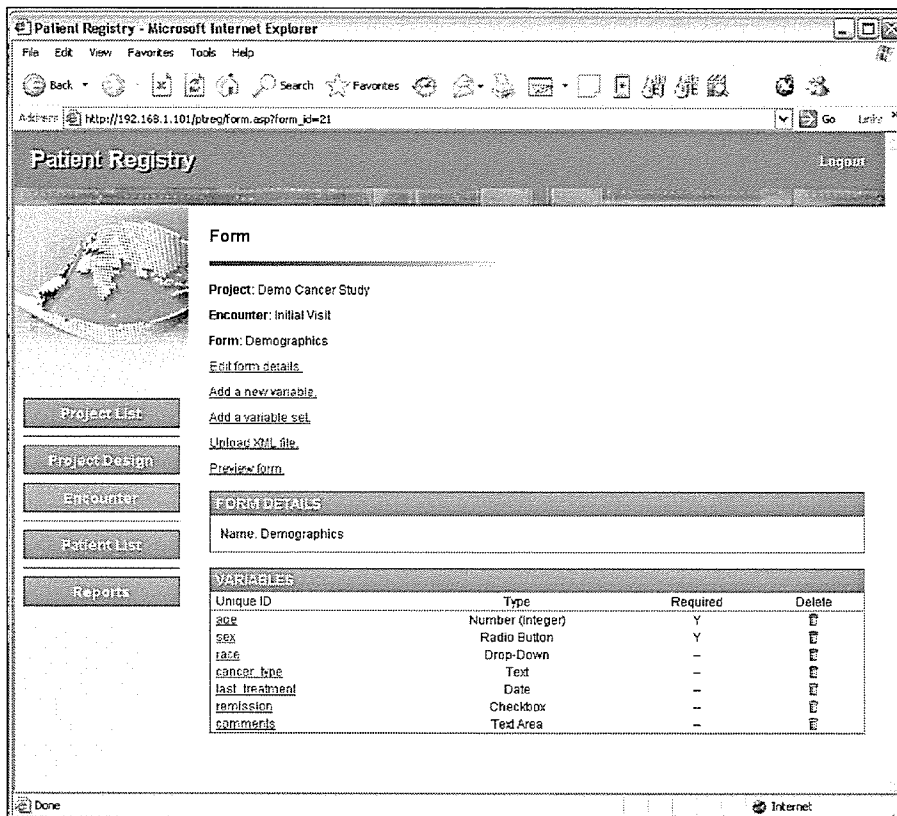 Patient Registry - Microsoft Internet Explorer
File Edit View Favorites Tools Help
Back Search Favorites
Address http://192.168.1.101/ptreg/form.asp?form_id=21 Go Links
Patient Registry Logout
Form
Project: Demo Cancer Study
Encounter: Initial Visit
Form: Demographics
Edit form details.
Add a new variable.
Add a variable set.
Upload XML file.
Preview form.
Project List
Project Design
Encounter
Patient List
Reports
FORM DETAILS
Name: Demographics
VARIABLES
Unique ID Type Required Delete
age Number (Integer) Y
sex Radio Button Y
race Drop-Down –
cancer_type Text –
last_treatment Date –
remission Checkbox –
comments Text Area –
Done Internet